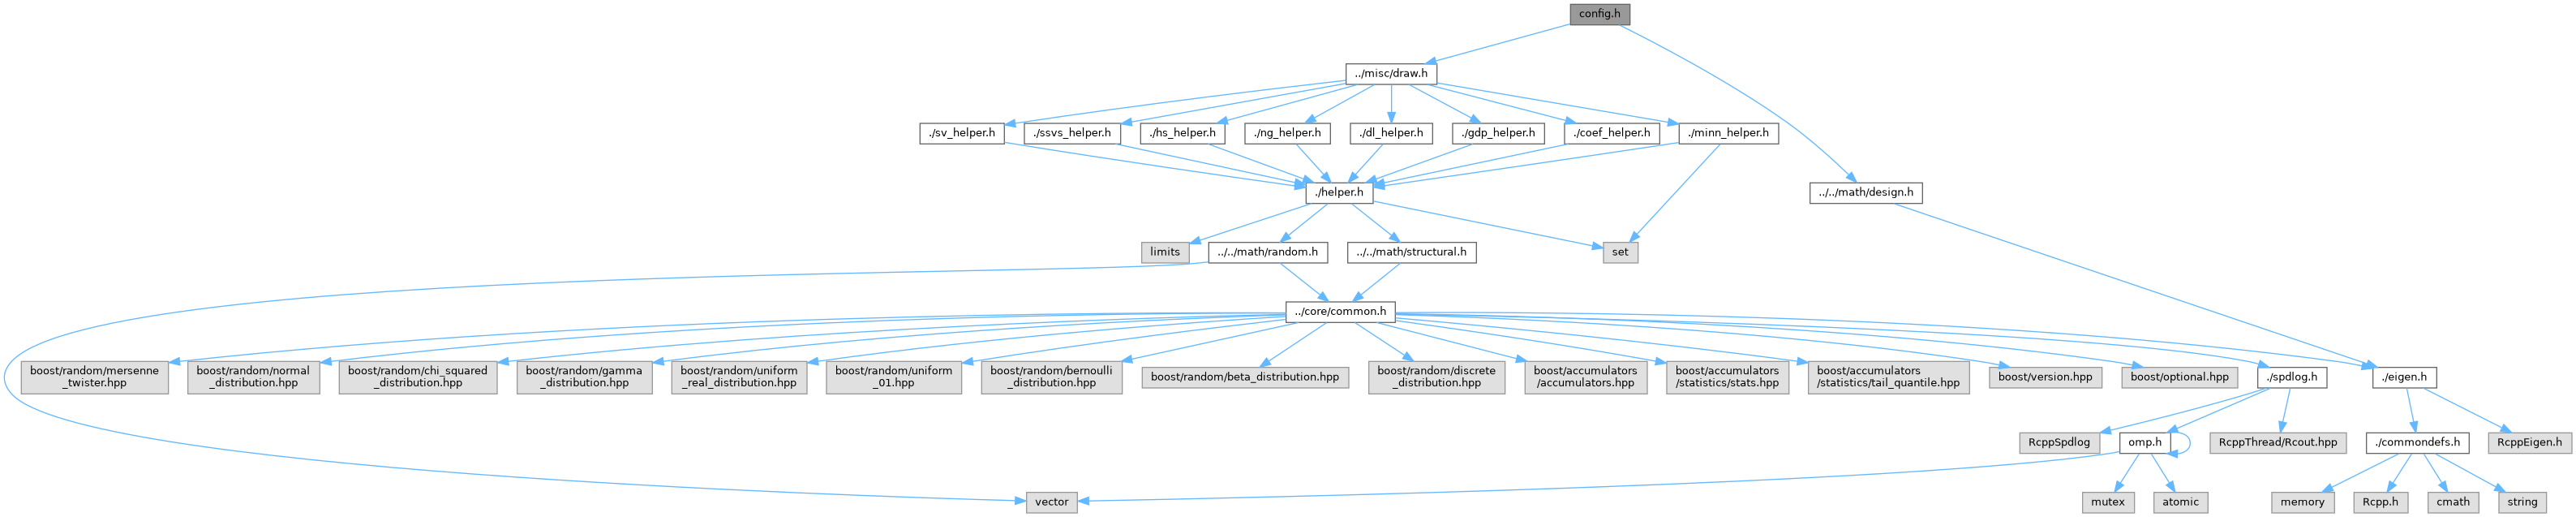 config.h
../misc/draw.h
./sv_helper.h
./ssvs_helper.h
./hs_helper.h
./ng_helper.h
./dl_helper.h
./gdp_helper.h
./coef_helper.h
./minn_helper.h
./helper.h
../../math/design.h
limits
../../math/random.h
../../math/structural.h
set
../core/common.h
boost/random/mersenne
_twister.hpp
boost/random/normal
_distribution.hpp
boost/random/chi_squared
_distribution.hpp
boost/random/gamma
_distribution.hpp
boost/random/uniform
_real_distribution.hpp
boost/random/uniform
_01.hpp
boost/random/bernoulli
_distribution.hpp
boost/random/beta_distribution.hpp
boost/random/discrete
_distribution.hpp
boost/accumulators
/accumulators.hpp
boost/accumulators
/statistics/stats.hpp
boost/accumulators
/statistics/tail_quantile.hpp
boost/version.hpp
boost/optional.hpp
./spdlog.h
./eigen.h
RcppSpdlog
omp.h
RcppThread/Rcout.hpp
./commondefs.h
RcppEigen.h
vector
mutex
atomic
memory
Rcpp.h
cmath
string